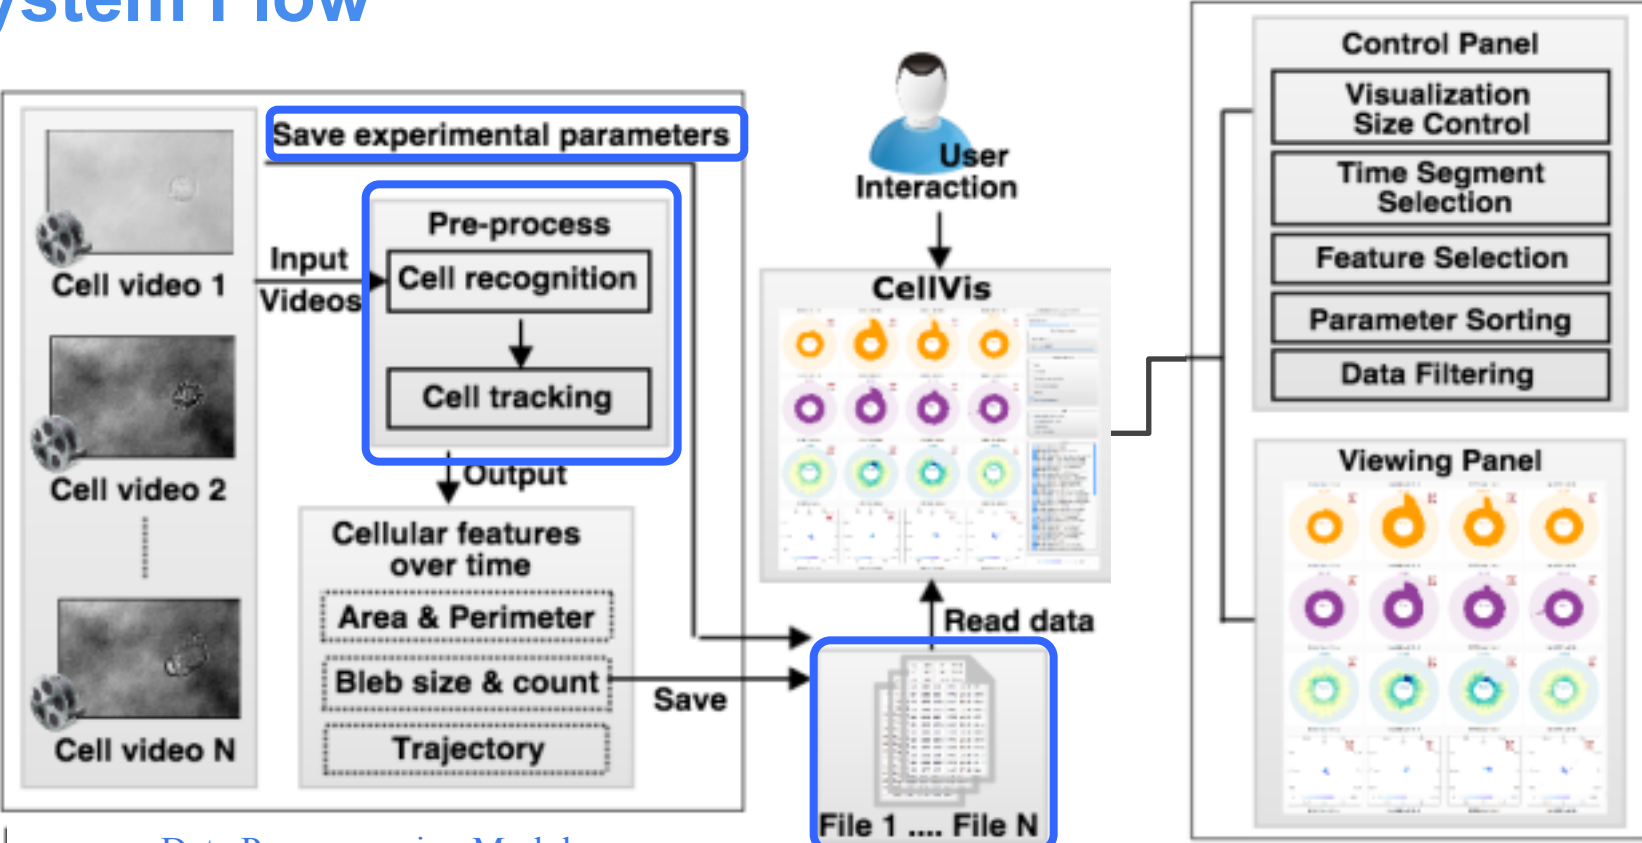 ystem Flow
Save experimental parameters
Pre-process
Cell recognition
Cell tracking
Input
Videos
Cell video 1
Cell video 2
Cell video N
Output
Cellular features
over time
Area & Perimeter
Bleb size & count
Trajectory
Save
User
Interaction
CellVis
Read data
File 1 .... File N
Control Panel
Visualization
Size Control
Time Segment
Selection
Feature Selection
Parameter Sorting
Data Filtering
Viewing Panel